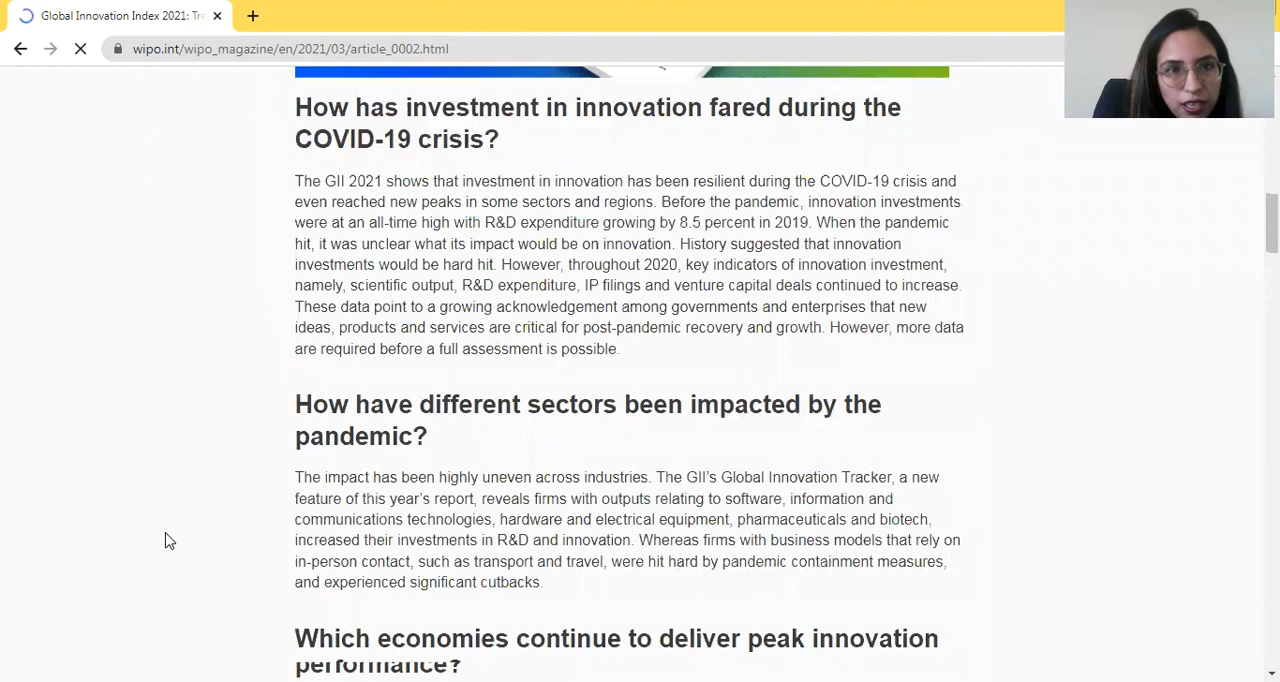 Global Innovation Index 2021: Tra
wipo.int/wipo_magazine/en/2021/03/article_0002.html
How has investment in innovation fared during the
COVID-19 crisis?
The GII 2021 shows that investment in innovation has been resilient during the COVID-19 crisis and
even reached new peaks in some sectors and regions. Before the pandemic, innovation investments
were at an all-time high with R&D expenditure growing by 8.5 percent in 2019. When the pandemic
hit, it was unclear what its impact would be on innovation. History suggested that innovation
investments would be hard hit. However, throughout 2020, key indicators of innovation investment,
namely, scientific output, R&D expenditure, IP filings and venture capital deals continued to increase.
These data point to a growing acknowledgement among governments and enterprises that new
ideas, products and services are critical for post-pandemic recovery and growth. However, more data
are required before a full assessment is possible.
How have different sectors been impacted by the
pandemic?
The impact has been highly uneven across industries. The GII's Global Innovation Tracker, a new
feature of this year's report, reveals firms with outputs relating to software, information and
communications technologies, hardware and electrical equipment, pharmaceuticals and biotech,
increased their investments in R&D and innovation. Whereas firms with business models that rely on
in-person contact, such as transport and travel, were hit hard by pandemic containment measures,
and experienced significant cutbacks.
Which economies continue to deliver peak innovation
performance?